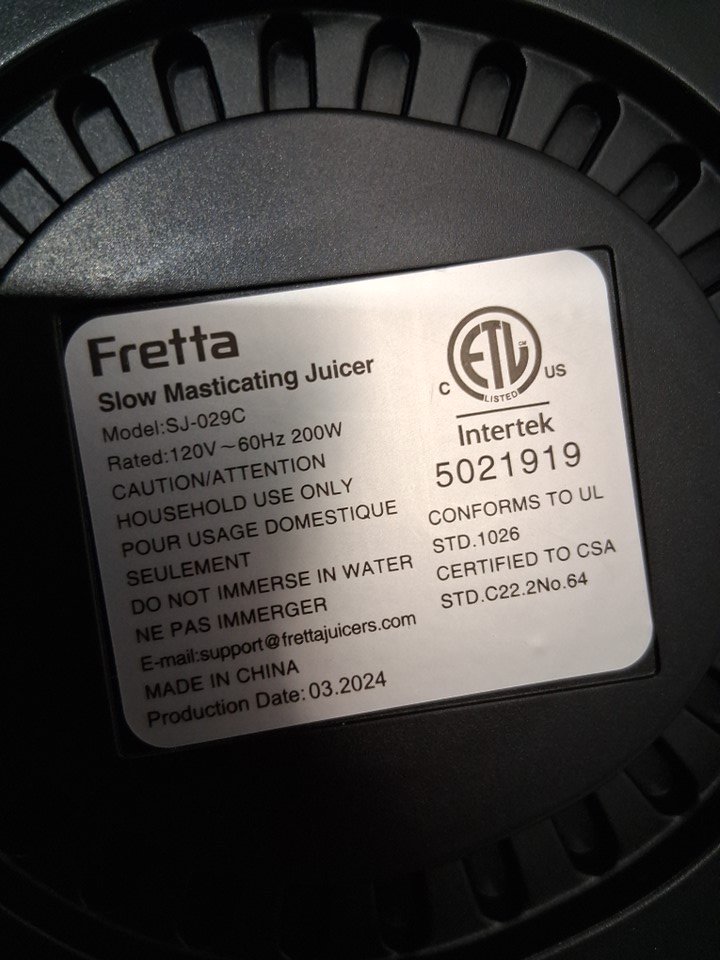 Fretta
Slow Masticating Juicer
Model:SJ-029C
Rated:120V~60Hz 200W
CAUTION/ATTENTION
HOUSEHOLD USE ONLY
POUR USAGE DOMESTIQUE
SEULEMENT
DO NOT IMMERSE IN WATER
NE PAS IMMERGER
E-mail:support@frettajuicers.com
MADE IN CHINA
Production Date:03.2024
ETL
CM
LISTED
C US
Intertek
5021919
CONFORMS TO UL
STD.1026
CERTIFIED TO CSA
STD.C22.2No.64